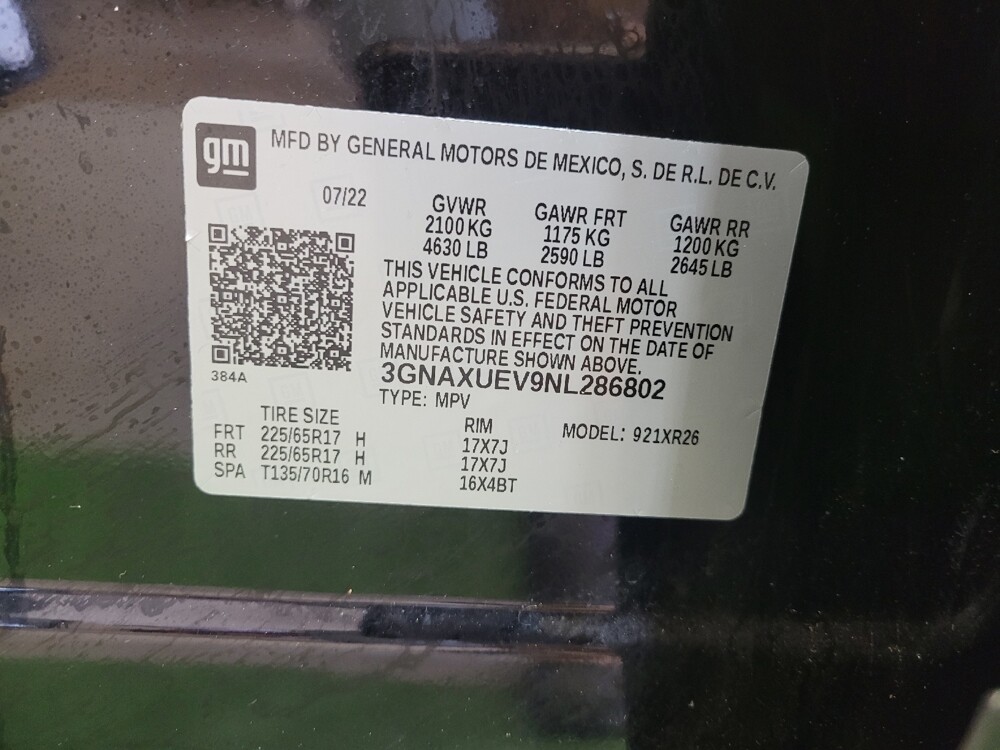 gm
MFD BY GENERAL MOTORS DE MEXICO, S. DE R.L. DE C.V.
07/22
GVWR GAWR FRT GAWR RR
2100 KG 1175 KG 1200 KG
4630 LB 2590 LB 2645 LB
THIS VEHICLE CONFORMS TO ALL
APPLICABLE U.S. FEDERAL MOTOR
VEHICLE SAFETY AND THEFT PREVENTION
STANDARDS IN EFFECT ON THE DATE OF
MANUFACTURE SHOWN ABOVE.
384A
3GNAXUEV9NL286802
TYPE: MPV
TIRE SIZE RIM MODEL: 921XR26
FRT 225/65R17 H 17X7J
RR 225/65R17 H 17X7J
SPA T135/70R16 M 16X4BT